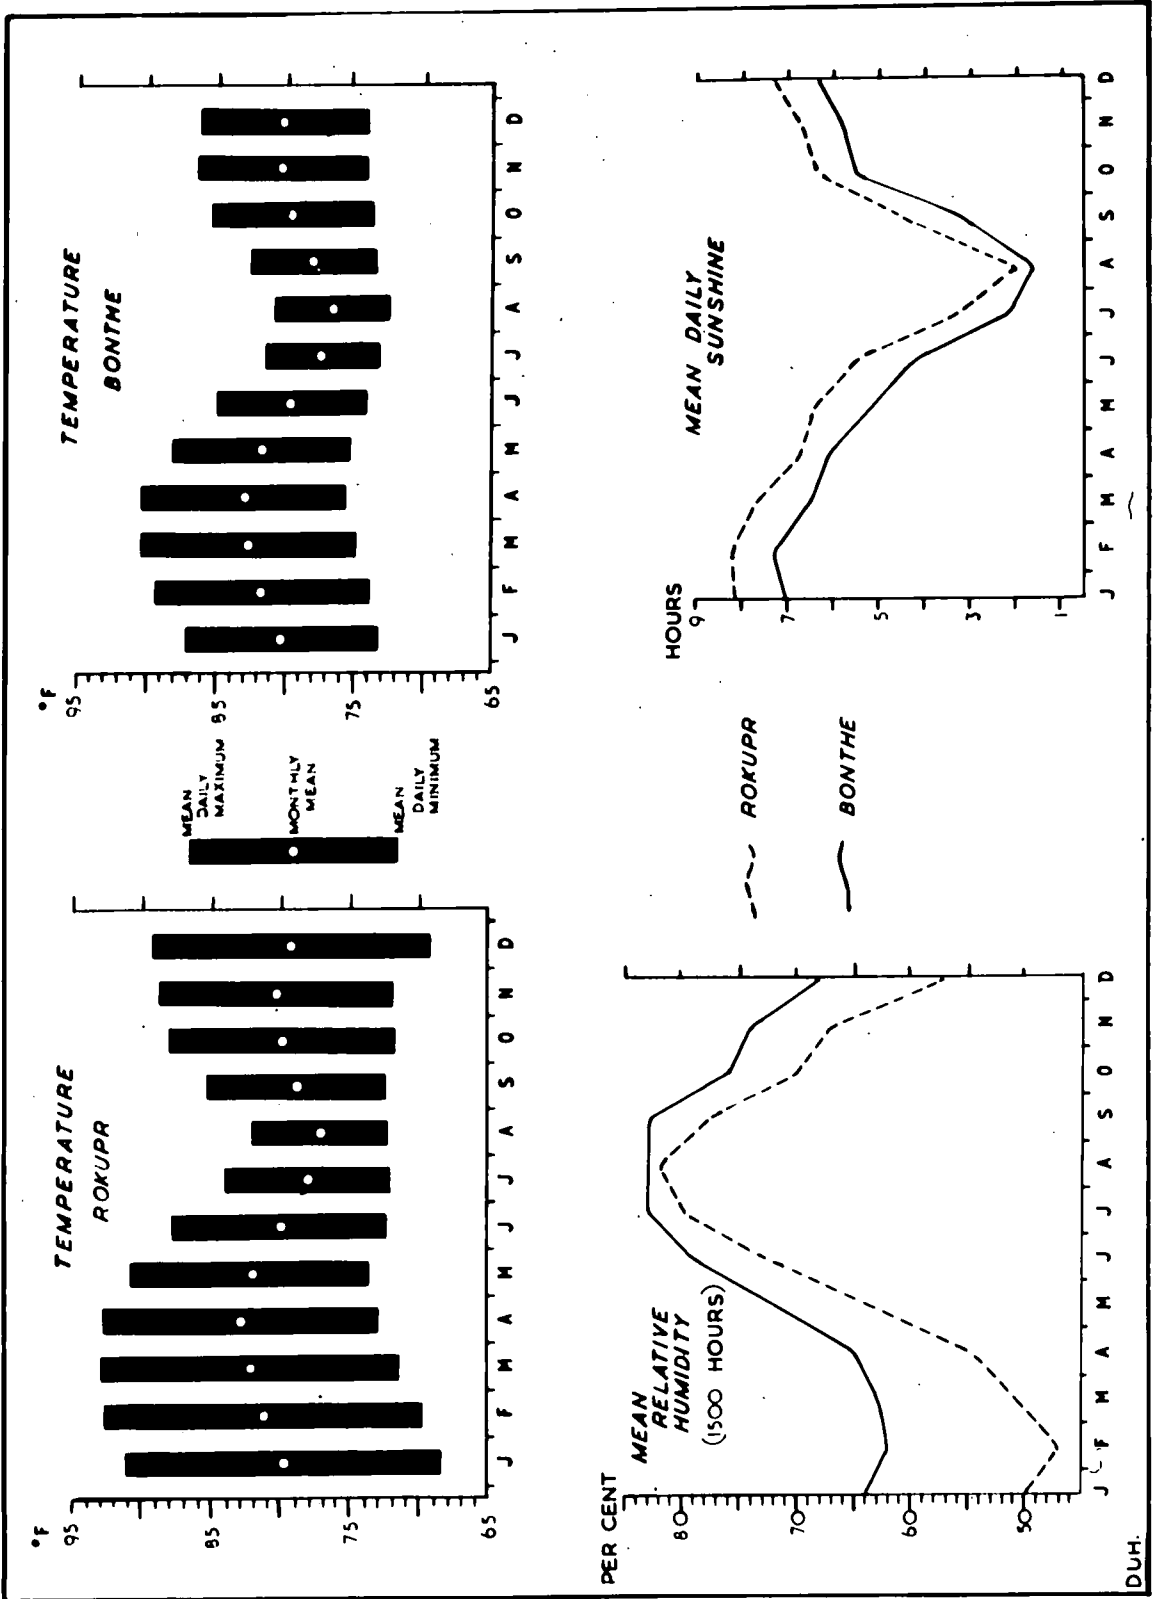 TEMPERATURE
ROKUPR
°F
95
85
75
65
J F M A M J J A S O N D
MEAN
DAILY
MAXIMUM
MONTHLY
MEAN
MEAN
DAILY
MINIMUM
TEMPERATURE
BONTHE
°F
95
85
75
65
J F M A M J J A S O N D
PER CENT
80
70
60
50
MEAN
RELATIVE
HUMIDITY
(1500 HOURS)
J F M A M J J A S O N D
ROKUPR
BONTHE
HOURS
9
7
5
3
1
MEAN DAILY
SUNSHINE
J F M A M J J A S O N D
DUH.